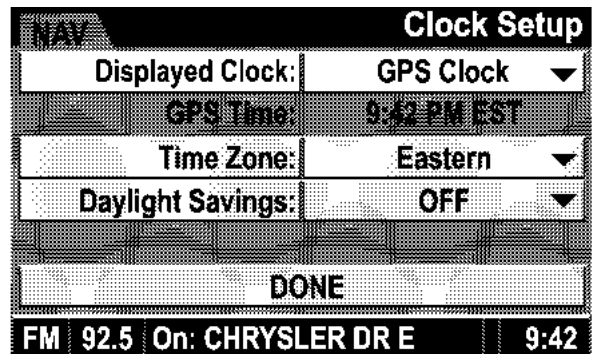 NAV Clock Setup
Displayed Clock: GPS Clock
GPS Time: 9:42 PM EST
Time Zone: Eastern
Daylight Savings: OFF
DONE
FM 92.5 On: CHRYSLER DR E 9:42